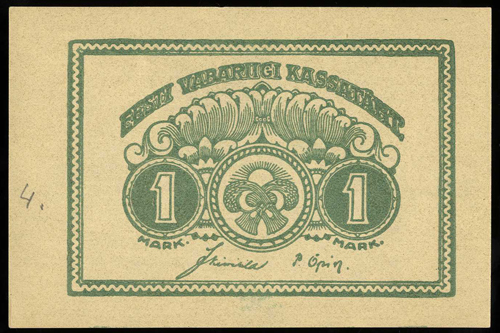 EESTI VABARIIGI KASSATÄHT.
1 1
MARK. MARK.
4.